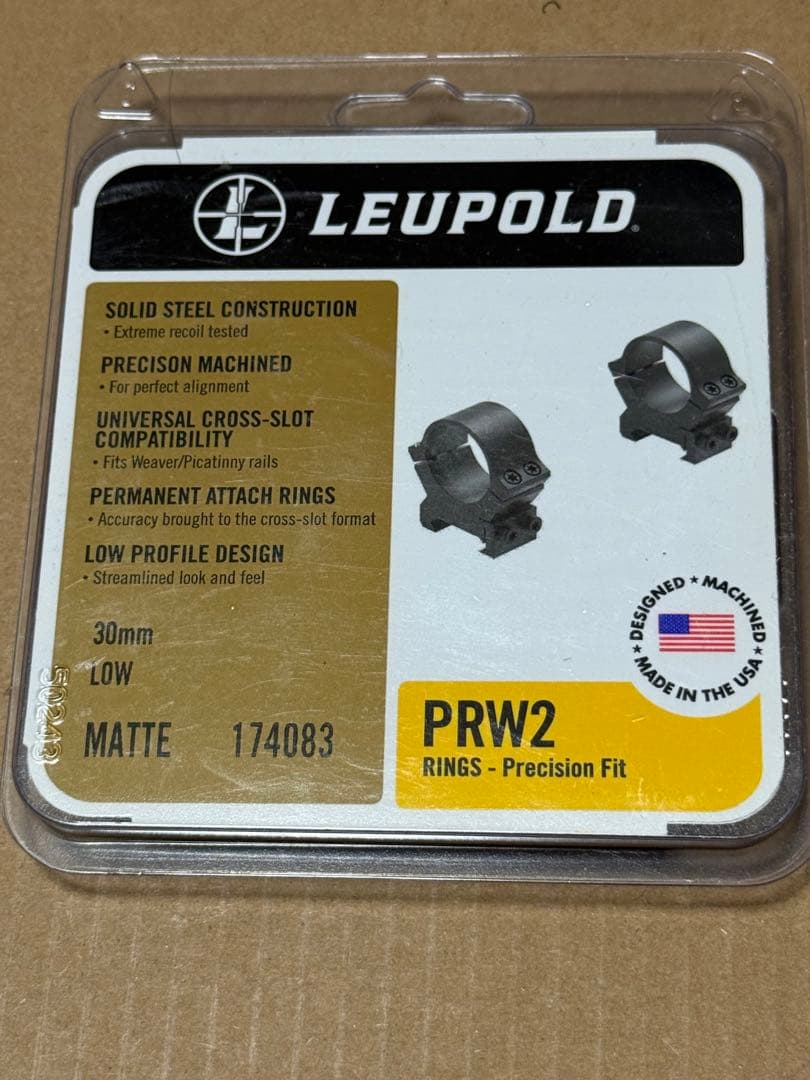 LEUPOLD®
SOLID STEEL CONSTRUCTION
• Extreme recoil tested
PRECISON MACHINED
• For perfect alignment
UNIVERSAL CROSS-SLOT
COMPATIBILITY
• Fits Weaver/Picatinny rails
PERMANENT ATTACH RINGS
• Accuracy brought to the cross-slot format
LOW PROFILE DESIGN
• Streamlined look and feel
30mm
LOW
MATTE 174083
50243
★ DESIGNED ★ MACHINED ★
MADE IN THE USA
PRW2
RINGS - Precision Fit